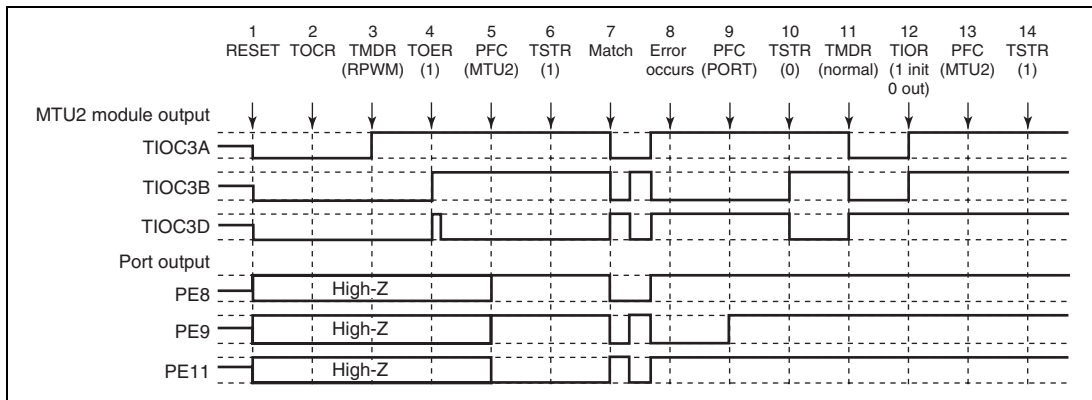 1 2 3 4 5 6 7 8 9 10 11 12 13 14
RESET TOCR TMDR TOER PFC TSTR Match Error PFC TSTR TMDR TIOR PFC TSTR
(RPWM) (1) (MTU2) (1) occurs (PORT) (0) (normal) (1 init (MTU2) (1)
0 out)
MTU2 module output
TIOC3A
TIOC3B
TIOC3D
Port output
PE8 High-Z
PE9 High-Z
PE11 High-Z